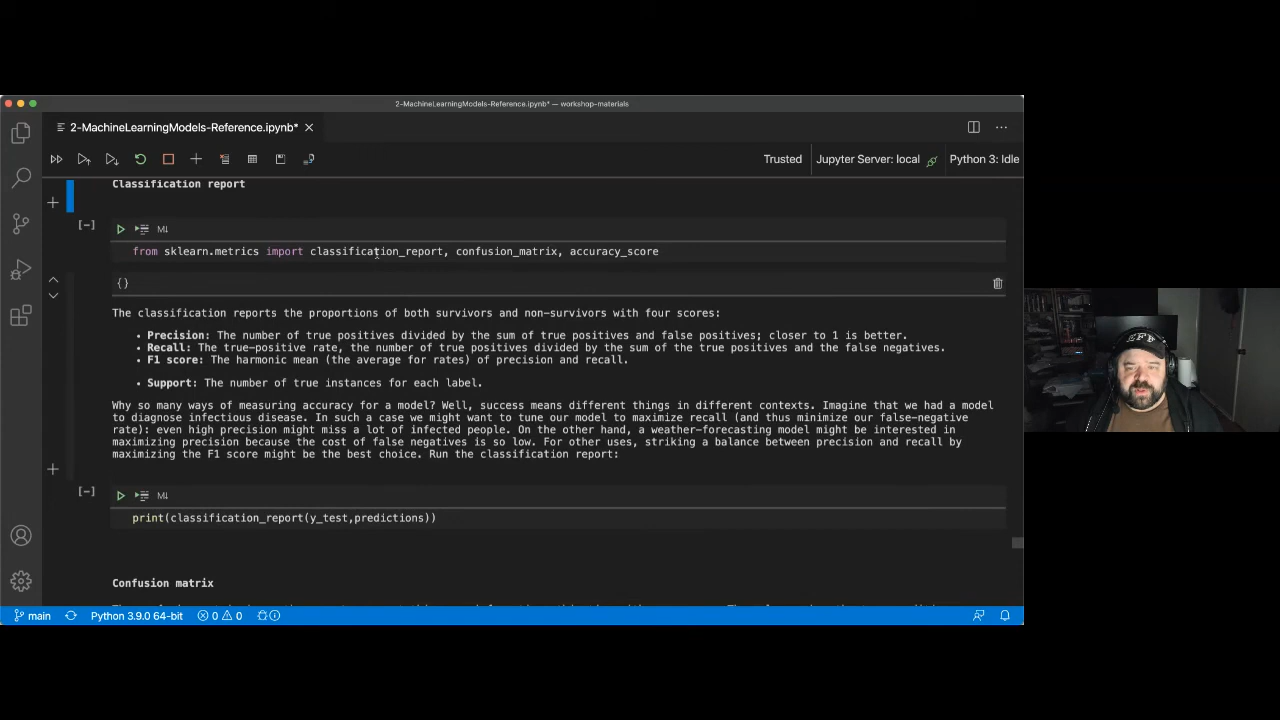 2-MachineLearningModels-Reference.ipynb* — workshop-materials
2-MachineLearningModels-Reference.ipynb*
Trusted
Jupyter Server: local
Python 3: Idle
Classification report
[-]
M↓
from sklearn.metrics import classification_report, confusion_matrix, accuracy_score
{}
The classification reports the proportions of both survivors and non-survivors with four scores:
• Precision: The number of true positives divided by the sum of true positives and false positives; closer to 1 is better.
• Recall: The true-positive rate, the number of true positives divided by the sum of the true positives and the false negatives.
• F1 score: The harmonic mean (the average for rates) of precision and recall.
• Support: The number of true instances for each label.
Why so many ways of measuring accuracy for a model? Well, success means different things in different contexts. Imagine that we had a model
to diagnose infectious disease. In such a case we might want to tune our model to maximize recall (and thus minimize our false-negative
rate): even high precision might miss a lot of infected people. On the other hand, a weather-forecasting model might be interested in
maximizing precision because the cost of false negatives is so low. For other uses, striking a balance between precision and recall by
maximizing the F1 score might be the best choice. Run the classification report:
[-]
M↓
print(classification_report(y_test,predictions))
Confusion matrix
main
Python 3.9.0 64-bit
0
0
EFF